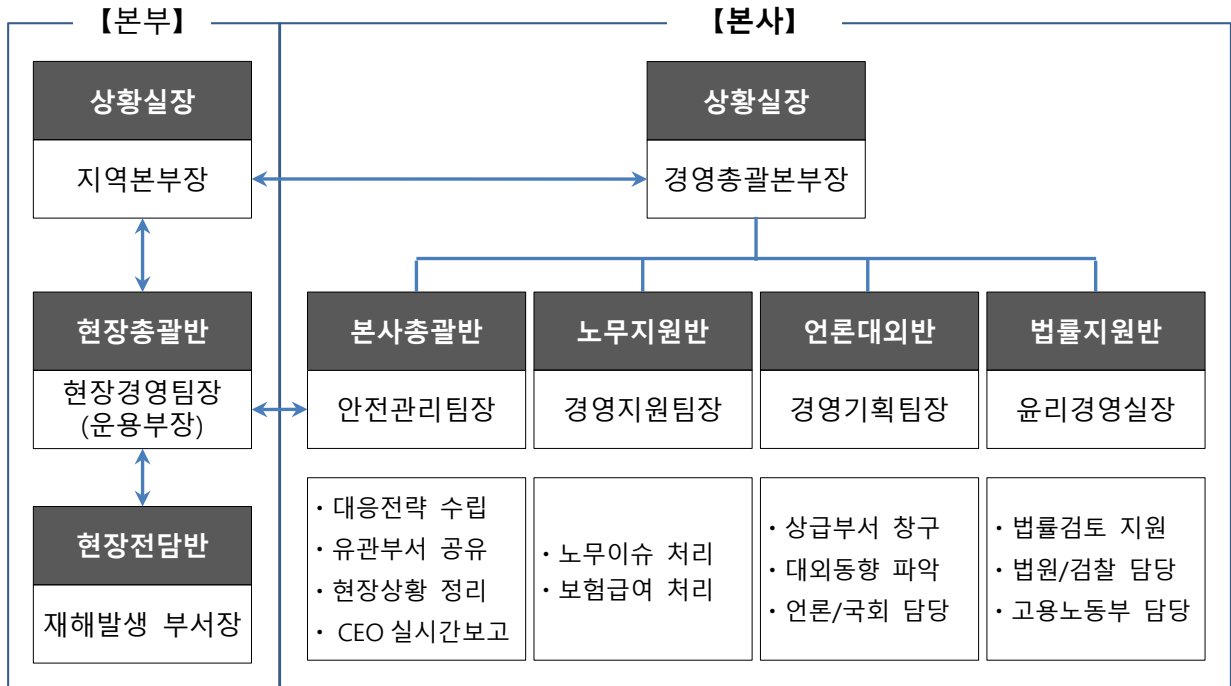 【본부】
상황실장
지역본부장
현장총괄반
현장경영팀장
(운용부장)
현장전담반
재해발생 부서장
【본사】
상황실장
경영총괄본부장
본사총괄반
안전관리팀장
· 대응전략 수립
· 유관부서 공유
· 현장상황 정리
· CEO 실시간보고
노무지원반
경영지원팀장
· 노무이슈 처리
· 보험급여 처리
언론대외반
경영기획팀장
· 상급부서 창구
· 대외동향 파악
· 언론/국회 담당
법률지원반
윤리경영실장
· 법률검토 지원
· 법원/검찰 담당
· 고용노동부 담당